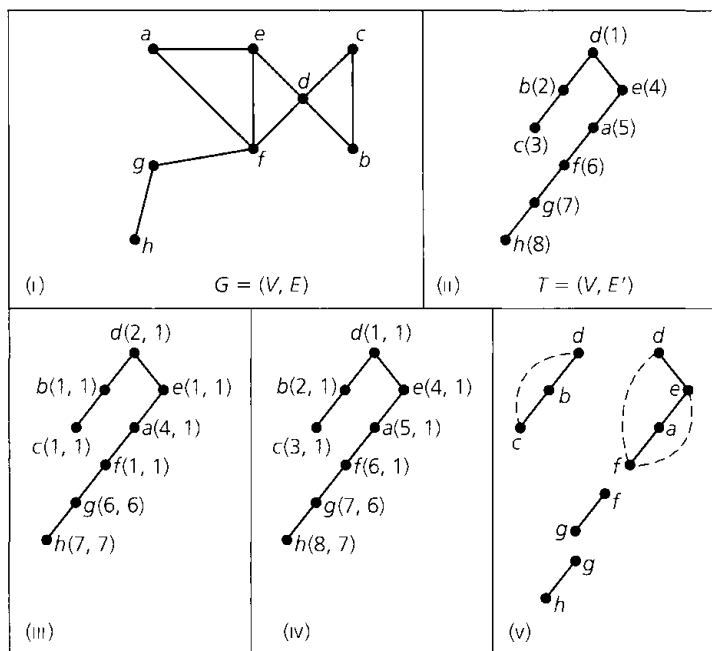 a e c
d
g f b
h
(i) G = (V, E)
d(1)
b(2) e(4)
c(3) a(5)
f(6)
g(7)
h(8)
(ii) T = (V, E′)
d(2, 1)
b(1, 1) e(1, 1)
c(1, 1) a(4, 1)
f(1, 1)
g(6, 6)
h(7, 7)
(iii)
d(1, 1)
b(2, 1) e(4, 1)
c(3, 1) a(5, 1)
f(6, 1)
g(7, 6)
h(8, 7)
(iv)
d d
b e
c a
f
f
g
g
h
(v)